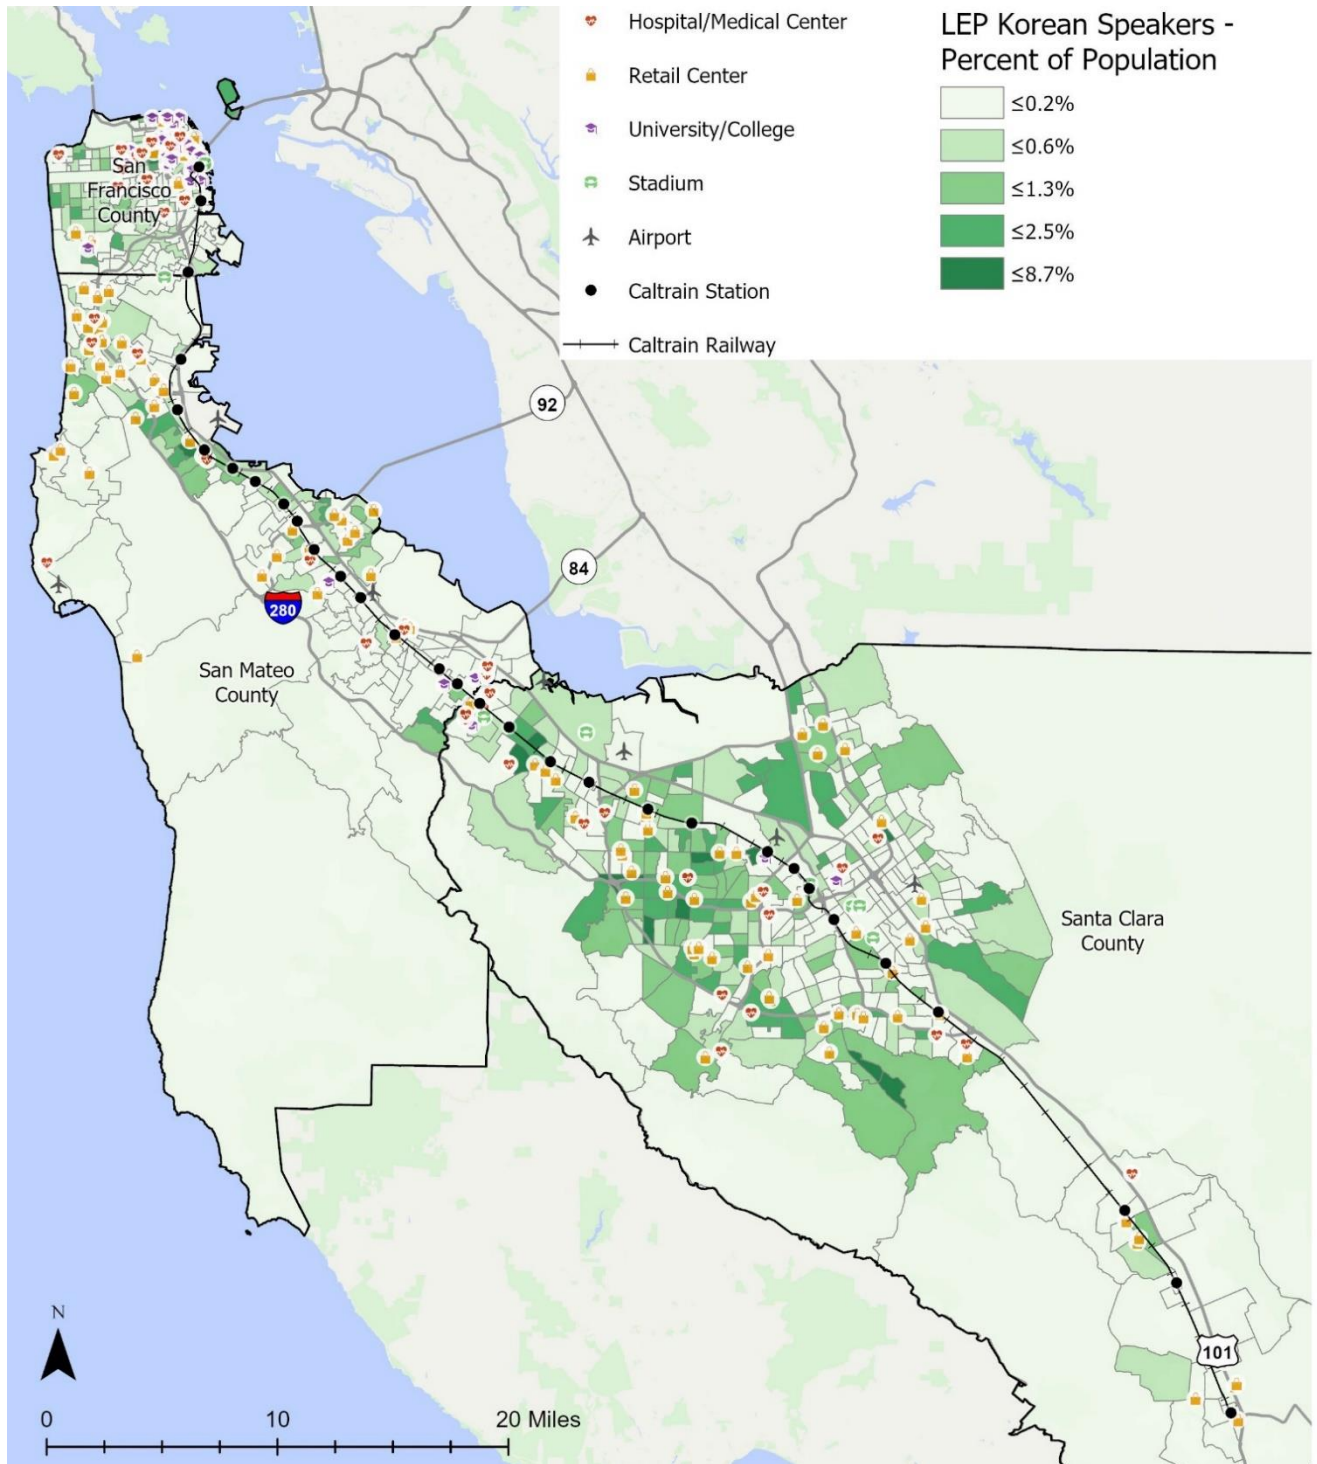 Hospital/Medical Center
Retail Center
University/College
Stadium
Airport
Caltrain Station
Caltrain Railway
LEP Korean Speakers -
Percent of Population
≤0.2%
≤0.6%
≤1.3%
≤2.5%
≤8.7%
San
Francisco
County
92
84
280
San Mateo
County
Santa Clara
County
101
N
0
10
20 Miles